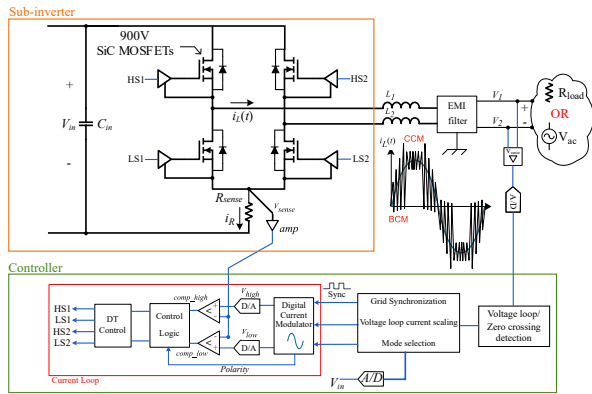 Sub-inverter
900V
SiC MOSFETs
HS1
HS2
L1
L2
EMI
filter
V1
V2
+
-
Rload
OR
Vac
iL(t)
+
Vin
Cin
-
LS1
LS2
Rsense
iR
Vsense
amp
Vsense
iL(t)
CCM
BCM
A/D
Controller
HS1
LS1
HS2
LS2
DT
Control
Control
Logic
comp_high
comp_low
< + -
< + -
Vhigh
D/A
Vlow
D/A
Digital
Current
Modulator
Sync
Grid Synchronization
Voltage loop current scaling
Mode selection
Voltage loop/
Zero crossing
detection
Polarity
Current Loop
Vin
A/D